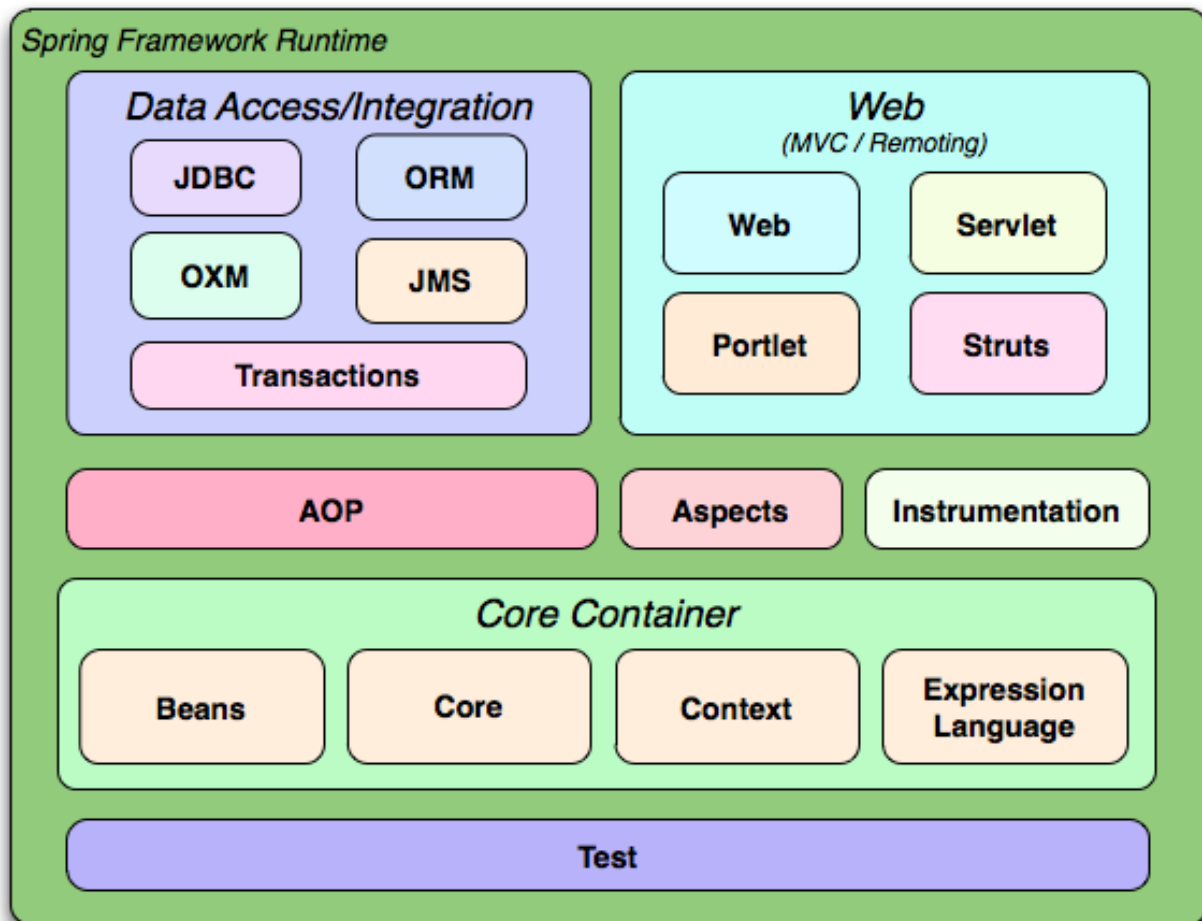 Spring Framework Runtime
Data Access/Integration
JDBC
ORM
OXM
JMS
Transactions
Web
(MVC / Remoting)
Web
Servlet
Portlet
Struts
AOP
Aspects
Instrumentation
Core Container
Beans
Core
Context
Expression
Language
Test